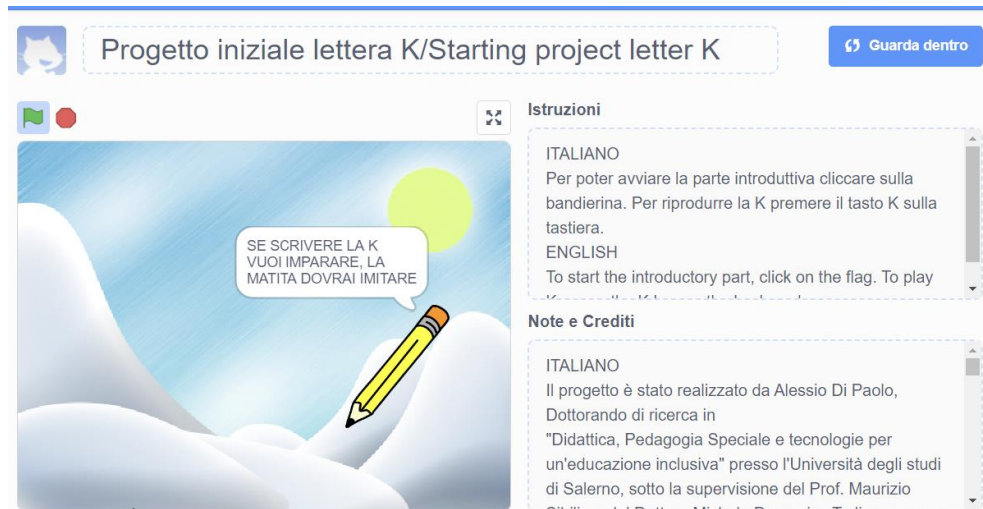 Progetto iniziale lettera K/Starting project letter K
Guarda dentro
Istruzioni
ITALIANO
Per poter avviare la parte introduttiva cliccare sulla
bandierina. Per riprodurre la K premere il tasto K sulla
tastiera.
ENGLISH
To start the introductory part, click on the flag. To play
SE SCRIVERE LA K
VUOI IMPARARE, LA
MATITA DOVRAI IMITARE
Note e Crediti
ITALIANO
Il progetto è stato realizzato da Alessio Di Paolo,
Dottorando di ricerca in
"Didattica, Pedagogia Speciale e tecnologie per
un'educazione inclusiva" presso l'Università degli studi
di Salerno, sotto la supervisione del Prof. Maurizio